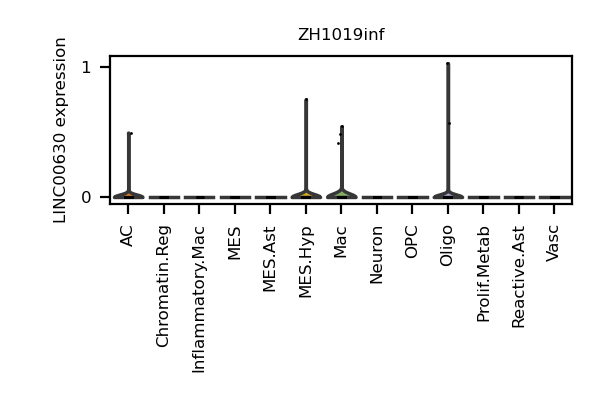 ZH1019inf
LINC00630 expression
1
0
AC
Chromatin.Reg
Inflammatory.Mac
MES
MES.Ast
MES.Hyp
Mac
Neuron
OPC
Oligo
Prolif.Metab
Reactive.Ast
Vasc